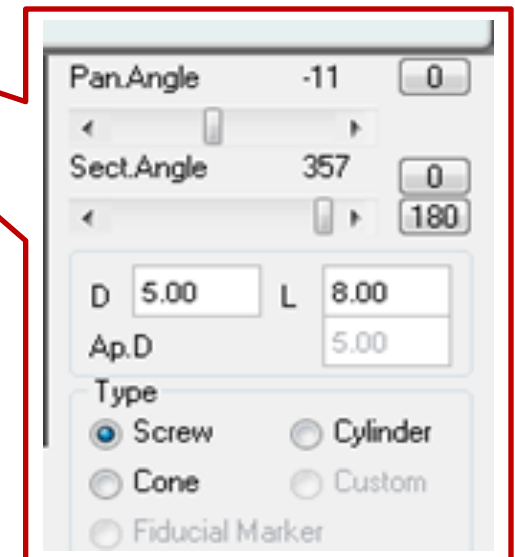 Pan.Angle -11 0
Sect.Angle 357 0
180
D 5.00 L 8.00
Ap.D 5.00
Type
Screw Cylinder
Cone Custom
Fiducial Marker